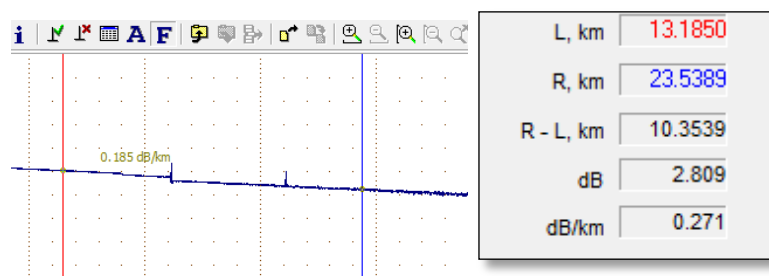 i A F
0.185 dB/km
L, km 13.1850
R, km 23.5389
R - L, km 10.3539
dB 2.809
dB/km 0.271